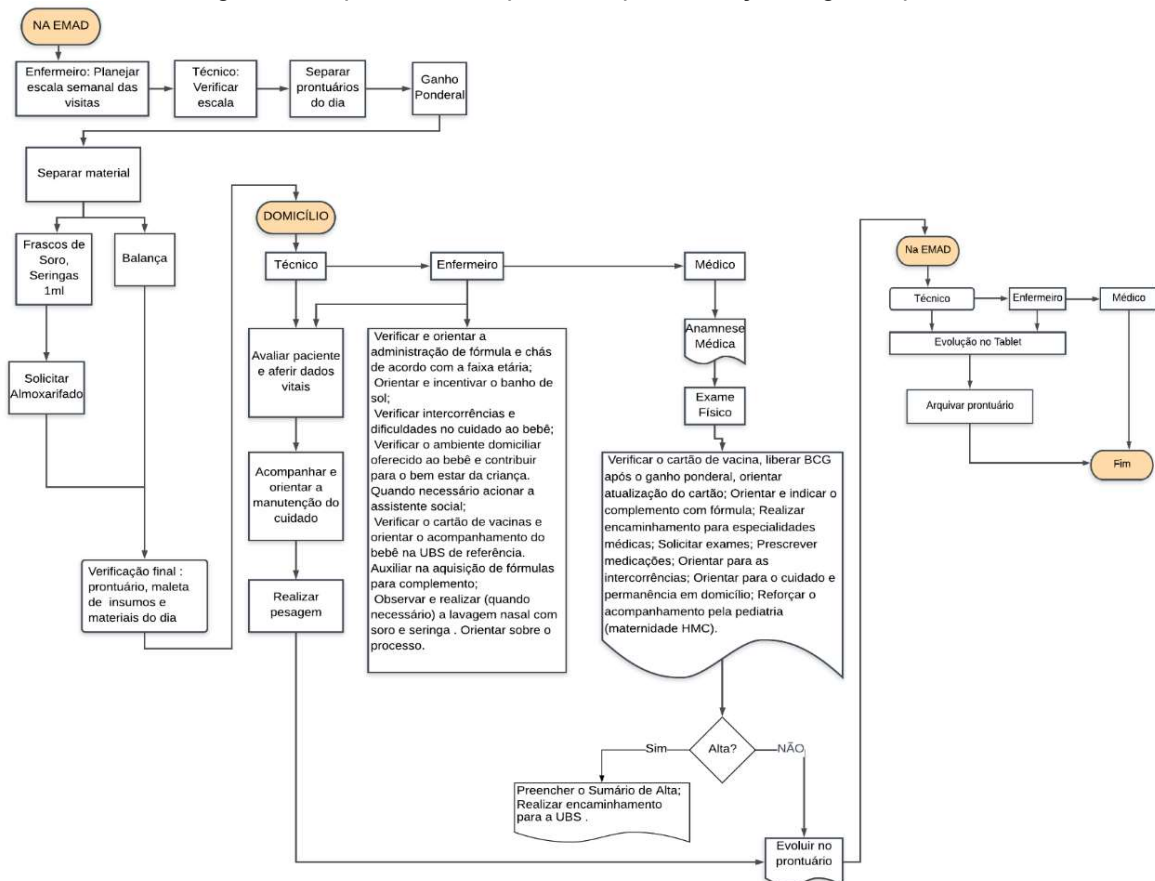 NA EMAD
Enfermeiro: Planejar
escala semanal das
visitas
Técnico:
Verificar
escala
Separar
prontuários
do dia
Ganho
Ponderal
Separar material
Frascos de
Soro,
Seringas
1ml
Balança
Solicitar
Almoxarifado
Verificação final :
prontuário, maleta
de insumos e
materiais do dia
DOMICÍLIO
Técnico
Enfermeiro
Médico
Avaliar paciente
e aferir dados
vitais
Acompanhar e
orientar a
manutenção do
cuidado
Realizar
pesagem
Verificar e orientar a
administração de fórmula e chás
de acordo com a faixa etária;
Orientar e incentivar o banho de
sol;
Verificar intercorrências e
dificuldades no cuidado ao bebê;
Verificar o ambiente domiciliar
oferecido ao bebê e contribuir
para o bem estar da criança.
Quando necessário acionar a
assistente social;
Verificar o cartão de vacinas e
orientar o acompanhamento do
bebê na UBS de referência.
Auxiliar na aquisição de fórmulas
para complemento;
Observar e realizar (quando
necessário) a lavagem nasal com
soro e seringa . Orientar sobre o
processo.
Anamnese
Médica
Exame
Físico
Verificar o cartão de vacina, liberar BCG
após o ganho ponderal, orientar
atualização do cartão; Orientar e indicar o
complemento com fórmula; Realizar
encaminhamento para especialidades
médicas; Solicitar exames; Prescrever
medicações; Orientar para as
intercorrências; Orientar para o cuidado e
permanência em domicílio; Reforçar o
acompanhamento pela pediatria
(maternidade HMC).
Alta?
Sim
NÃO
Preencher o Sumário de Alta;
Realizar encaminhamento
para a UBS .
Evoluir no
prontuário
Na EMAD
Técnico
Enfermeiro
Médico
Evolução no Tablet
Arquivar prontuário
Fim